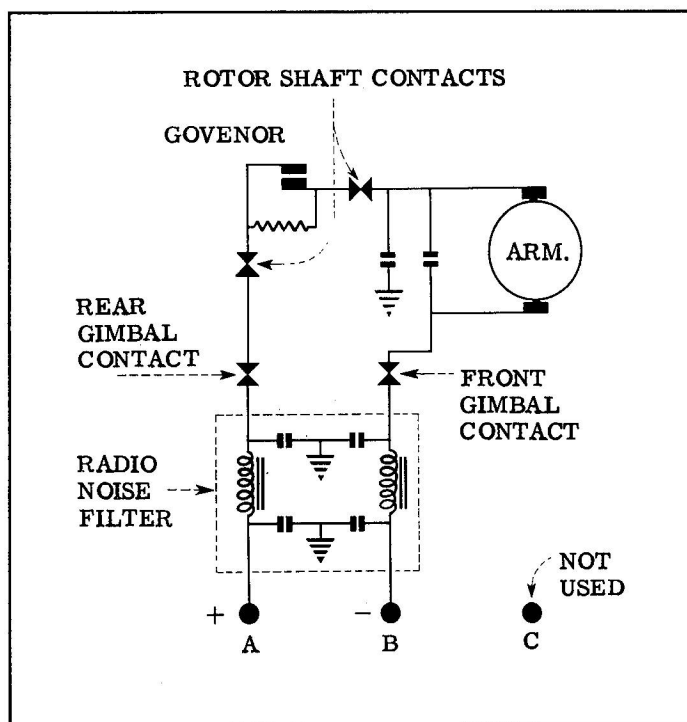 ROTOR SHAFT CONTACTS
GOVENOR
ARM.
REAR
GIMBAL
CONTACT
FRONT
GIMBAL
CONTACT
RADIO
NOISE
FILTER
NOT
USED
+
A
-
B
C